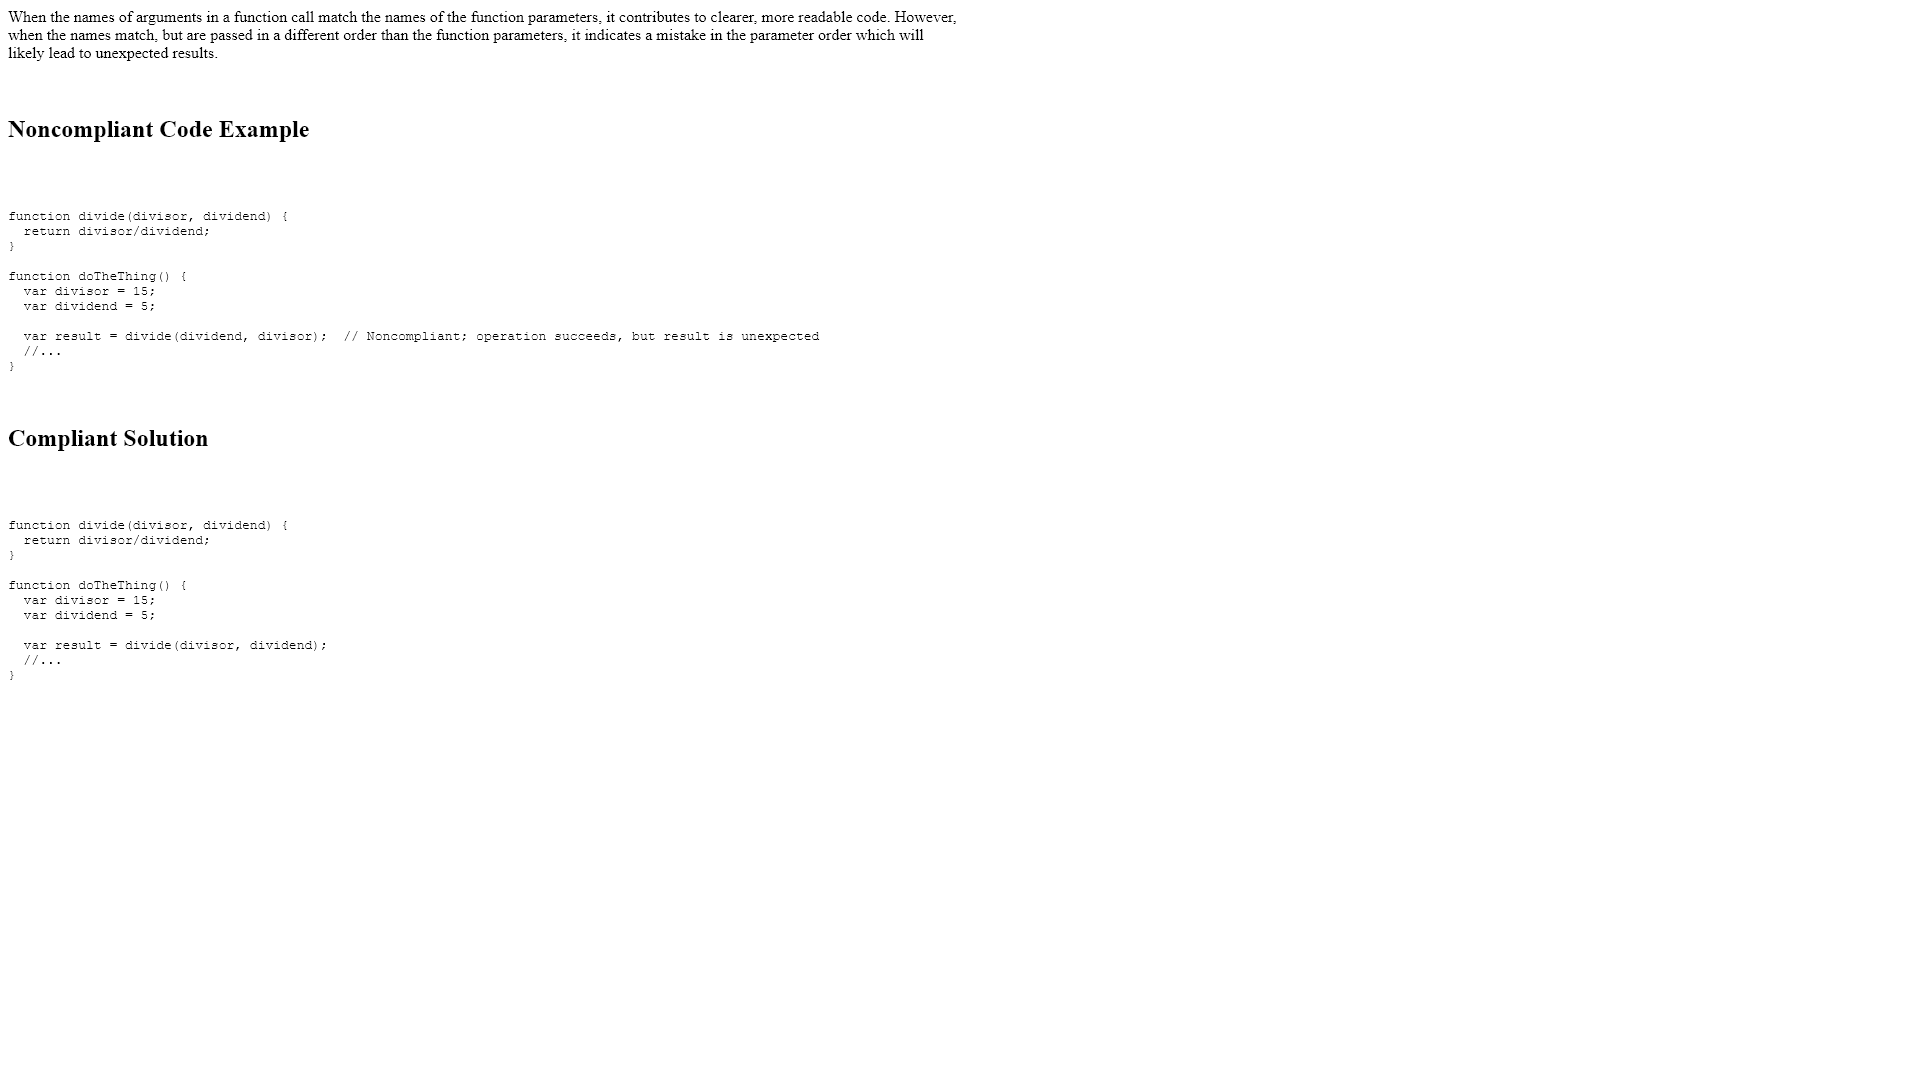 When the names of arguments in a function call match the names of the function parameters, it contributes to clearer, more readable code. However,
when the names match, but are passed in a different order than the function parameters, it indicates a mistake in the parameter order which will
likely lead to unexpected results.
Noncompliant Code Example
function divide(divisor, dividend) {
  return divisor/dividend;
}
function doTheThing() {
  var divisor = 15;
  var dividend = 5;
  var result = divide(dividend, divisor);  // Noncompliant; operation succeeds, but result is unexpected
  //...
}
Compliant Solution
function divide(divisor, dividend) {
  return divisor/dividend;
}
function doTheThing() {
  var divisor = 15;
  var dividend = 5;
  var result = divide(divisor, dividend);
  //...
}